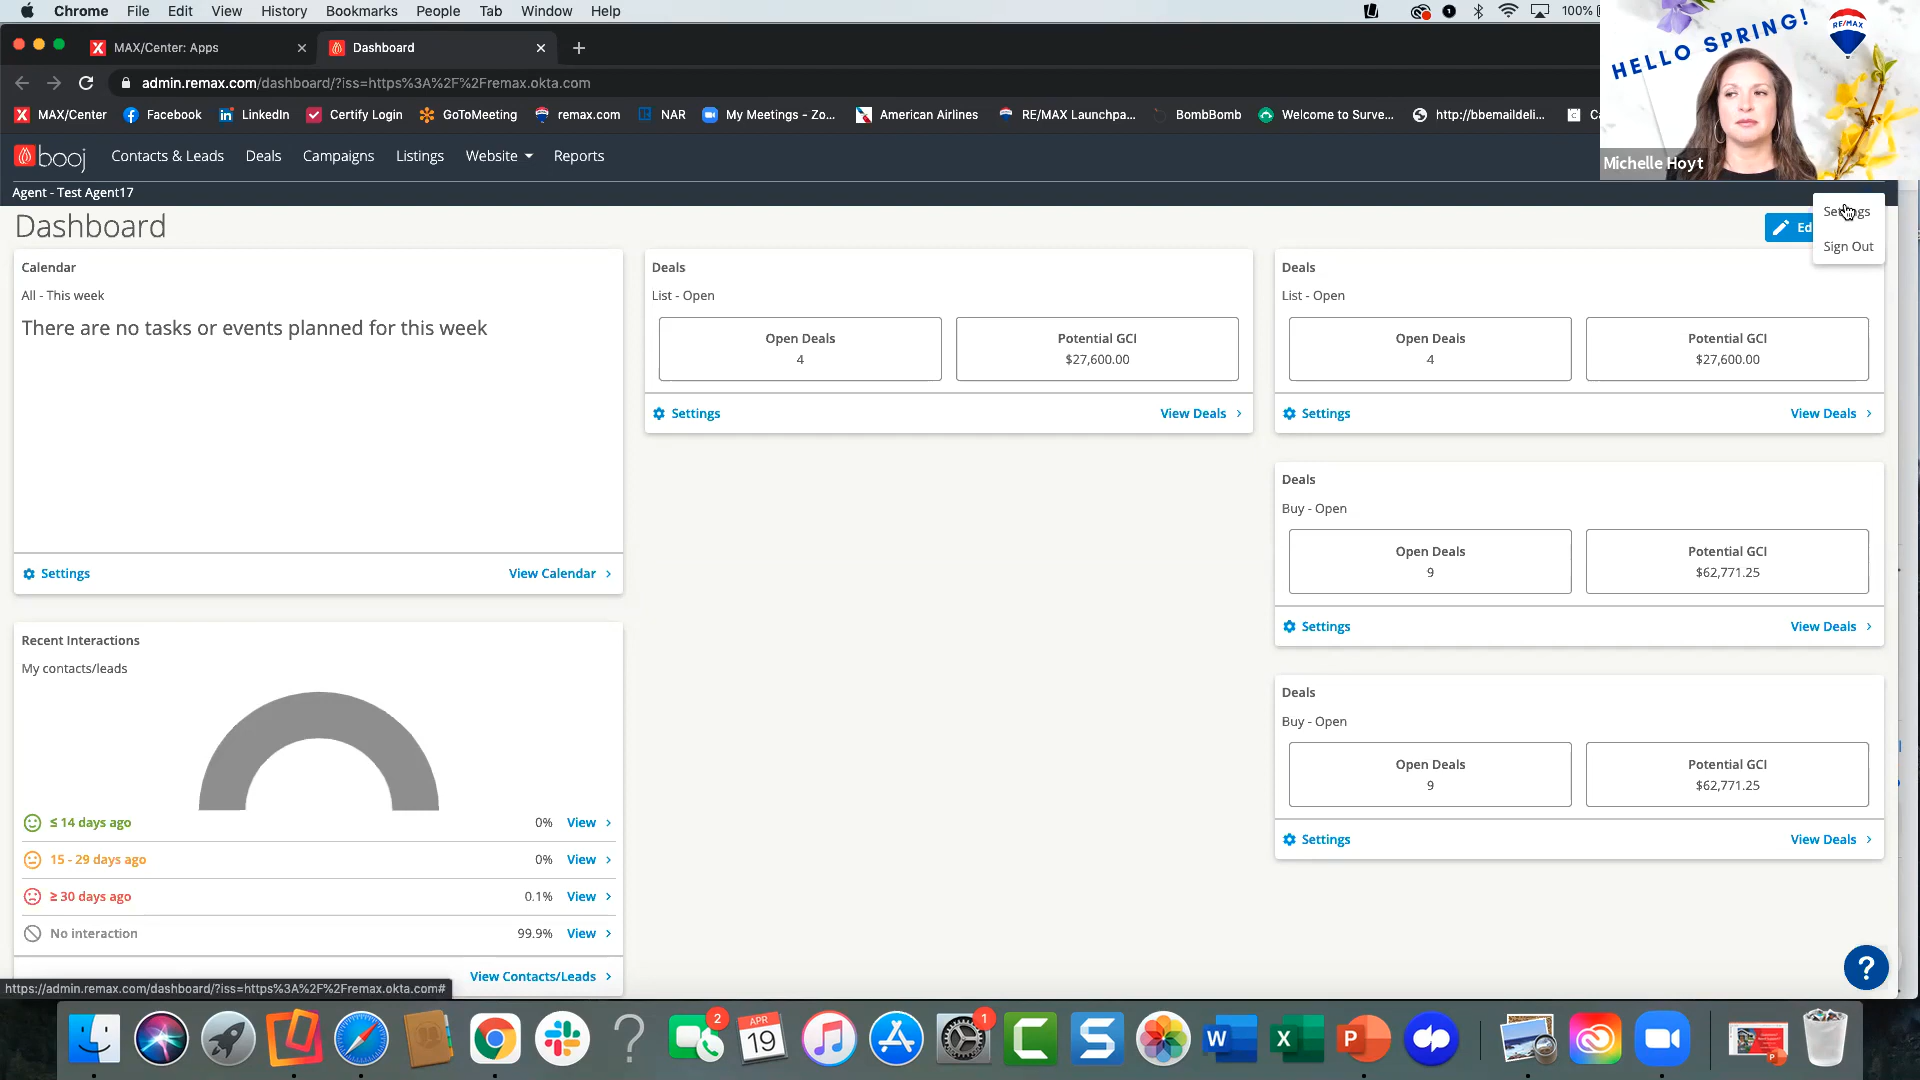 Chrome File Edit View History Bookmarks People Tab Window Help
100%
MAX/Center: Apps
Dashboard
admin.remax.com/dashboard/?iss=https%3A%2F%2Fremax.okta.com
MAX/Center
Facebook
LinkedIn
Certify Login
GoToMeeting
remax.com
NAR
My Meetings - Zo...
American Airlines
RE/MAX Launchpa...
BombBomb
Welcome to Surve...
http://bbemaildeli...
HELLO SPRING!
RE/MAX
Michelle Hoyt
booj
Contacts & Leads
Deals
Campaigns
Listings
Website
Reports
Agent - Test Agent17
Dashboard
Settings
Sign Out
Calendar
All - This week
There are no tasks or events planned for this week
Settings
View Calendar
Recent Interactions
My contacts/leads
≤ 14 days ago 0% View
15 - 29 days ago 0% View
≥ 30 days ago 0.1% View
No interaction 99.9% View
View Contacts/Leads
Deals
List - Open
Open Deals
4
Potential GCI
$27,600.00
Settings
View Deals
Deals
List - Open
Open Deals
4
Potential GCI
$27,600.00
Settings
View Deals
Deals
Buy - Open
Open Deals
9
Potential GCI
$62,771.25
Settings
View Deals
Deals
Buy - Open
Open Deals
9
Potential GCI
$62,771.25
Settings
View Deals
?
https://admin.remax.com/dashboard/?iss=https%3A%2F%2Fremax.okta.com#
2
APR
19
1
C
S
W
X
P